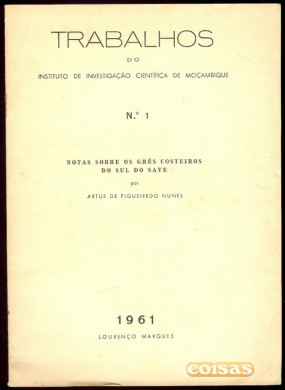 TRABALHOS
DO
INSTITUTO DE INVESTIGAÇÃO CIENTÍFICA DE MOÇAMBIQUE
N.º 1
NOTAS SOBRE OS GRÉS COSTEIROS
DO SUL DO SAVE
por
ARTUR DE FIGUEIREDO NUNES
1961
LOURENÇO MARQUES
coisas